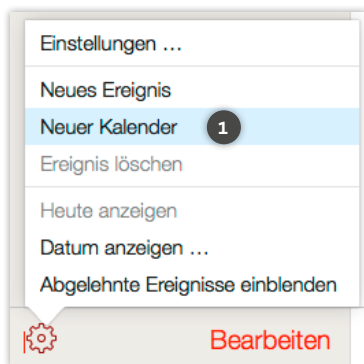 Einstellungen …
Neues Ereignis
Neuer Kalender 1
Ereignis löschen
Heute anzeigen
Datum anzeigen …
Abgelehnte Ereignisse einblenden
Bearbeiten